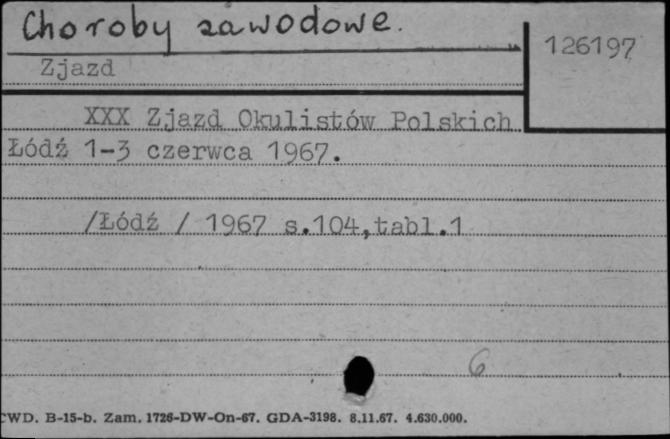 Choroby zawodowe.
126197
Zjazd
XXX Zjazd Okulistów Polskich
Łódź 1-3 czerwca 1967.
/Łódź / 1967 s.104,tabl.1
6
CWD. B-15-b. Zam. 1726-DW-On-67. GDA-3198. 8.11.67. 4.630.000.